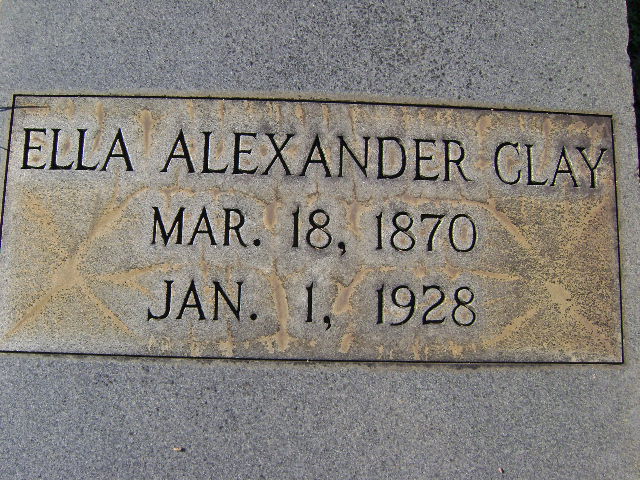 ELLA ALEXANDER CLAY
MAR. 18, 1870
JAN. 1, 1928